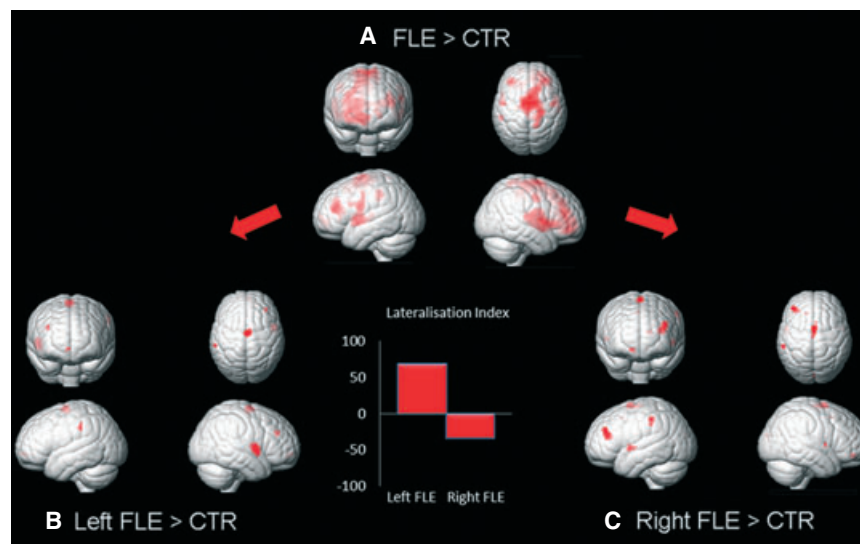 A FLE > CTR
Lateralisation Index
100
50
0
-50
-100
Left FLE Right FLE
B Left FLE > CTR
C Right FLE > CTR